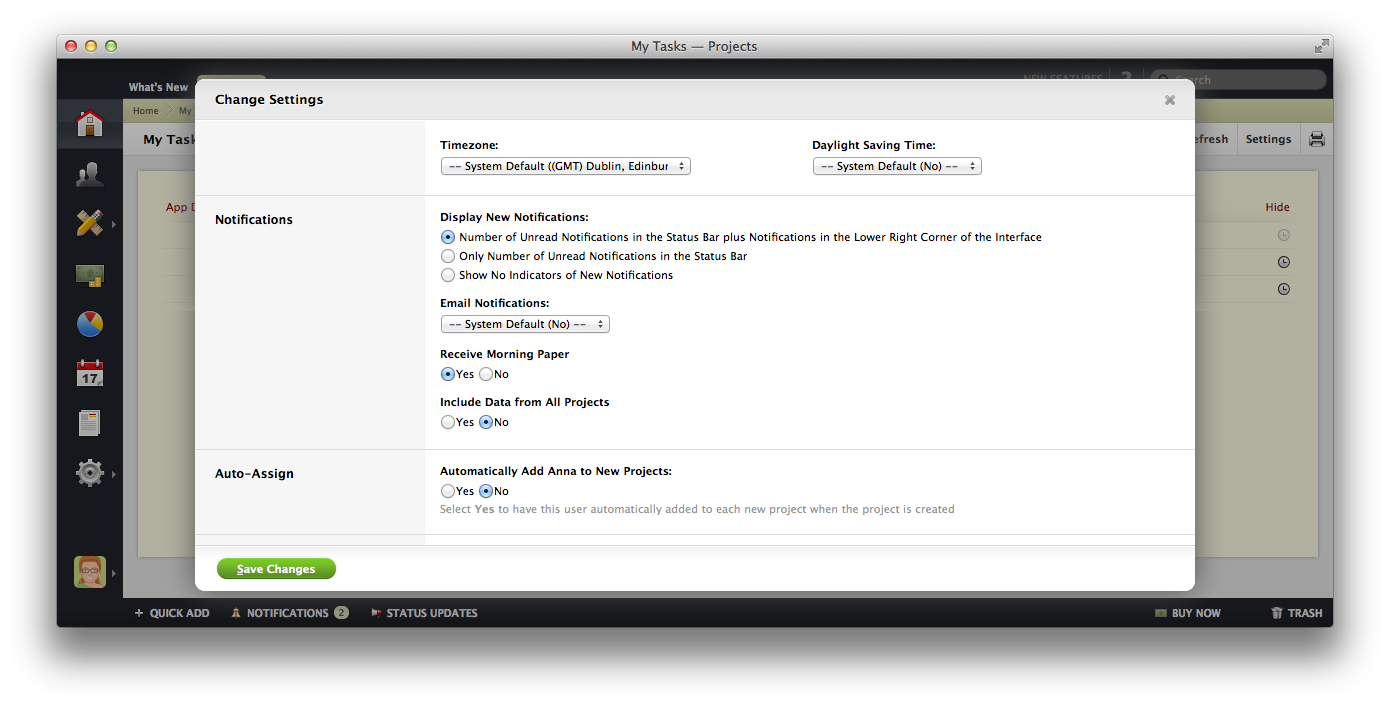 My Tasks — Projects
What's New
NEW FEATURES ?
Search
Home My
My Task
efresh Settings
App D
Hide
17
Change Settings
Timezone:
-- System Default ((GMT) Dublin, Edinbur
Daylight Saving Time:
-- System Default (No) --
Notifications
Display New Notifications:
Number of Unread Notifications in the Status Bar plus Notifications in the Lower Right Corner of the Interface
Only Number of Unread Notifications in the Status Bar
Show No Indicators of New Notifications
Email Notifications:
-- System Default (No) --
Receive Morning Paper
Yes No
Include Data from All Projects
Yes No
Auto-Assign
Automatically Add Anna to New Projects:
Yes No
Select Yes to have this user automatically added to each new project when the project is created
Save Changes
+ QUICK ADD NOTIFICATIONS 2 STATUS UPDATES
BUY NOW TRASH